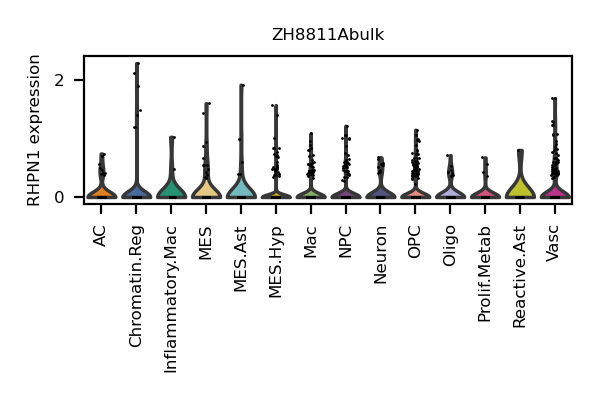 ZH8811Abulk
RHPN1 expression
2
0
AC
Chromatin.Reg
Inflammatory.Mac
MES
MES.Ast
MES.Hyp
Mac
NPC
Neuron
OPC
Oligo
Prolif.Metab
Reactive.Ast
Vasc